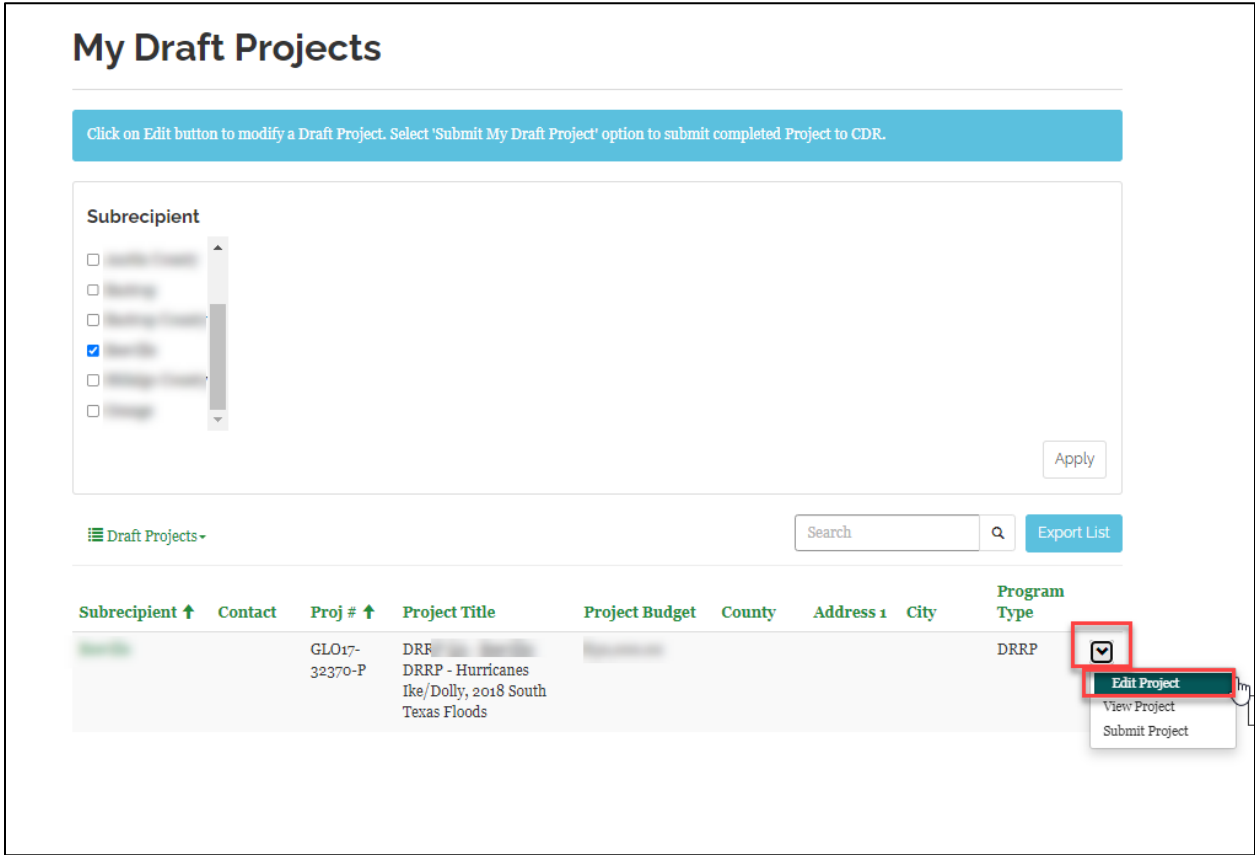 My Draft Projects
Click on Edit button to modify a Draft Project. Select 'Submit My Draft Project' option to submit completed Project to CDR.
Subrecipient
Apply
Draft Projects
Search
Export List
Subrecipient Contact Proj # Project Title Project Budget County Address 1 City Program Type
GLO17-
32370-P
DRR
DRRP - Hurricanes
Ike/Dolly, 2018 South
Texas Floods
DRRP
Edit Project
View Project
Submit Project